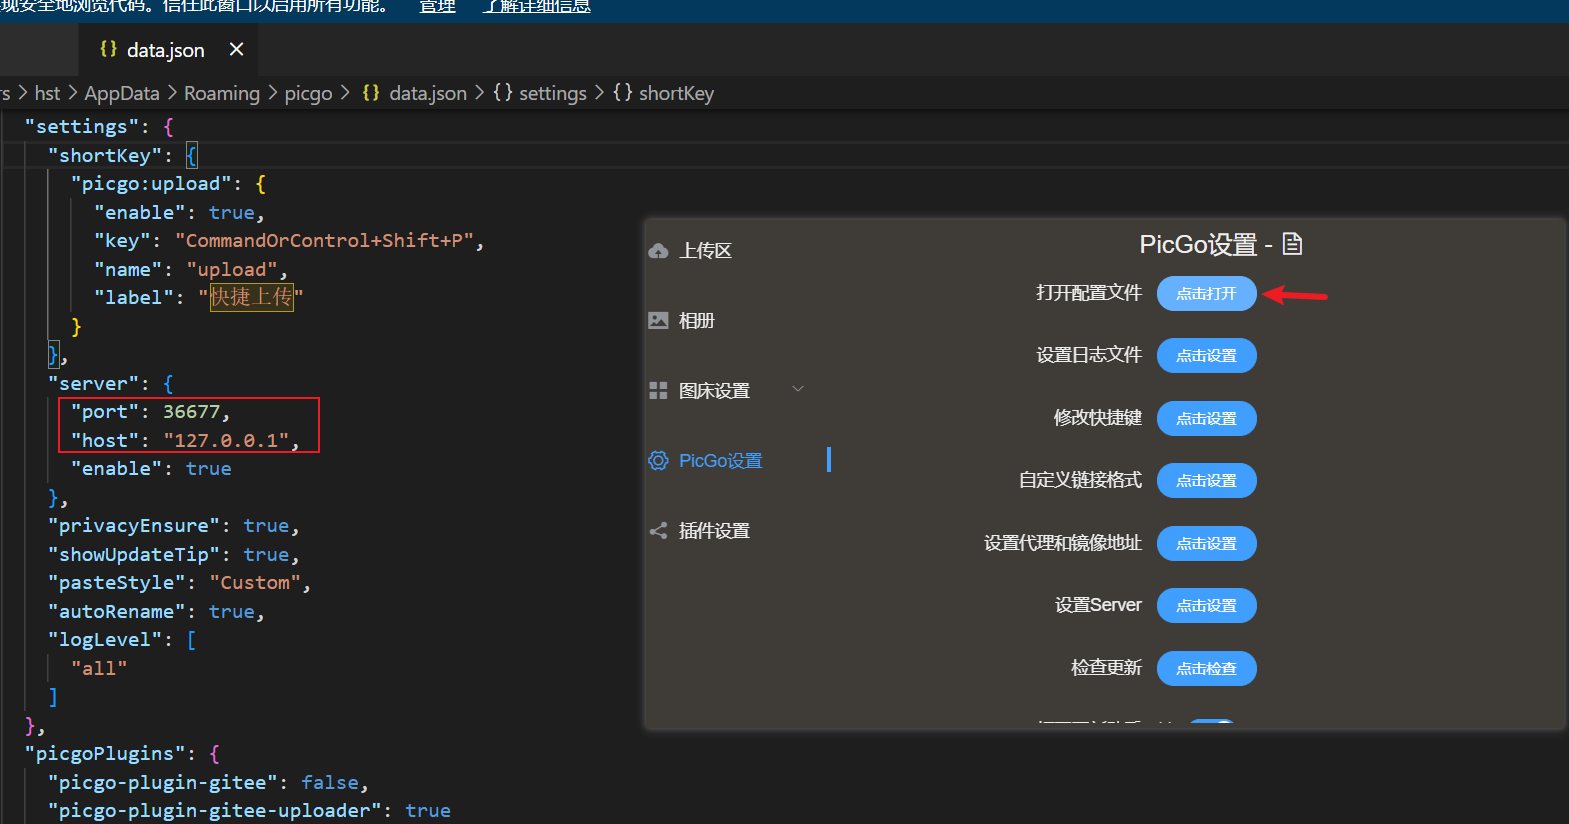 现安全地浏览代码。信任此窗口以启用所有功能。 管理 了解详细信息
{} data.json ×
rs > hst > AppData > Roaming > picgo > {} data.json > {} settings > {} shortKey
"settings": {
"shortKey": {
"picgo:upload": {
"enable": true,
"key": "CommandOrControl+Shift+P",
"name": "upload",
"label": "快捷上传"
}
},
"server": {
"port": 36677,
"host": "127.0.0.1",
"enable": true
},
"privacyEnsure": true,
"showUpdateTip": true,
"pasteStyle": "Custom",
"autoRename": true,
"logLevel": [
"all"
]
},
"picgoPlugins": {
"picgo-plugin-gitee": false,
"picgo-plugin-gitee-uploader": true
上传区
相册
图床设置
PicGo设置
插件设置
PicGo设置 -
打开配置文件 点击打开
设置日志文件 点击设置
修改快捷键 点击设置
自定义链接格式 点击设置
设置代理和镜像地址 点击设置
设置Server 点击设置
检查更新 点击检查